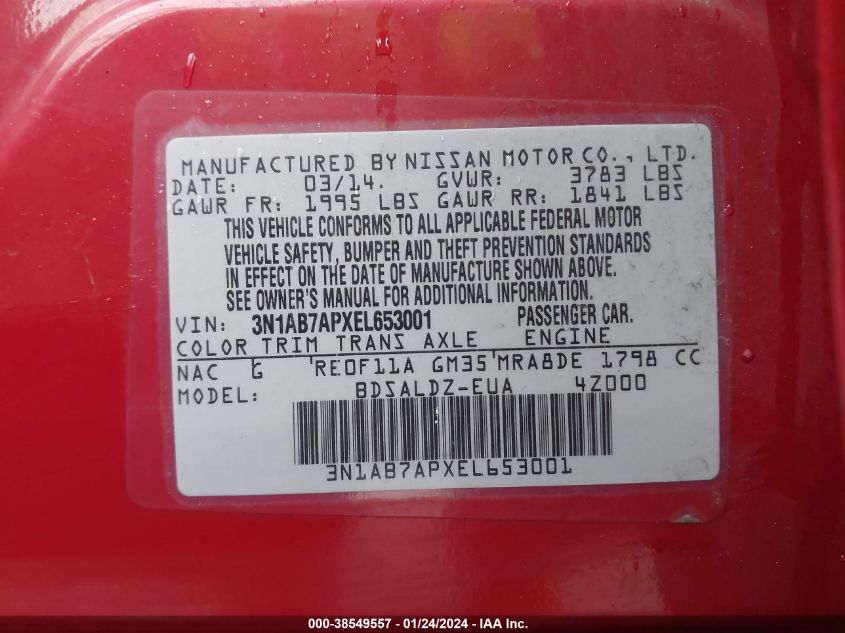 MANUFACTURED BY NISSAN MOTOR CO., LTD.
DATE: 03/14. GVWR: 3783 LBS
GAWR FR: 1995 LBS GAWR RR: 1841 LBS
THIS VEHICLE CONFORMS TO ALL APPLICABLE FEDERAL MOTOR
VEHICLE SAFETY, BUMPER AND THEFT PREVENTION STANDARDS
IN EFFECT ON THE DATE OF MANUFACTURE SHOWN ABOVE.
SEE OWNER'S MANUAL FOR ADDITIONAL INFORMATION.
VIN: 3N1AB7APXEL653001 PASSENGER CAR.
COLOR TRIM TRANS AXLE ENGINE
NAC G RE0F11A GM35 MRA8DE 1798 CC
MODEL: BDSALDZ-EUA 4Z000
3N1AB7APXEL653001
000-38549557 - 01/24/2024 - IAA Inc.